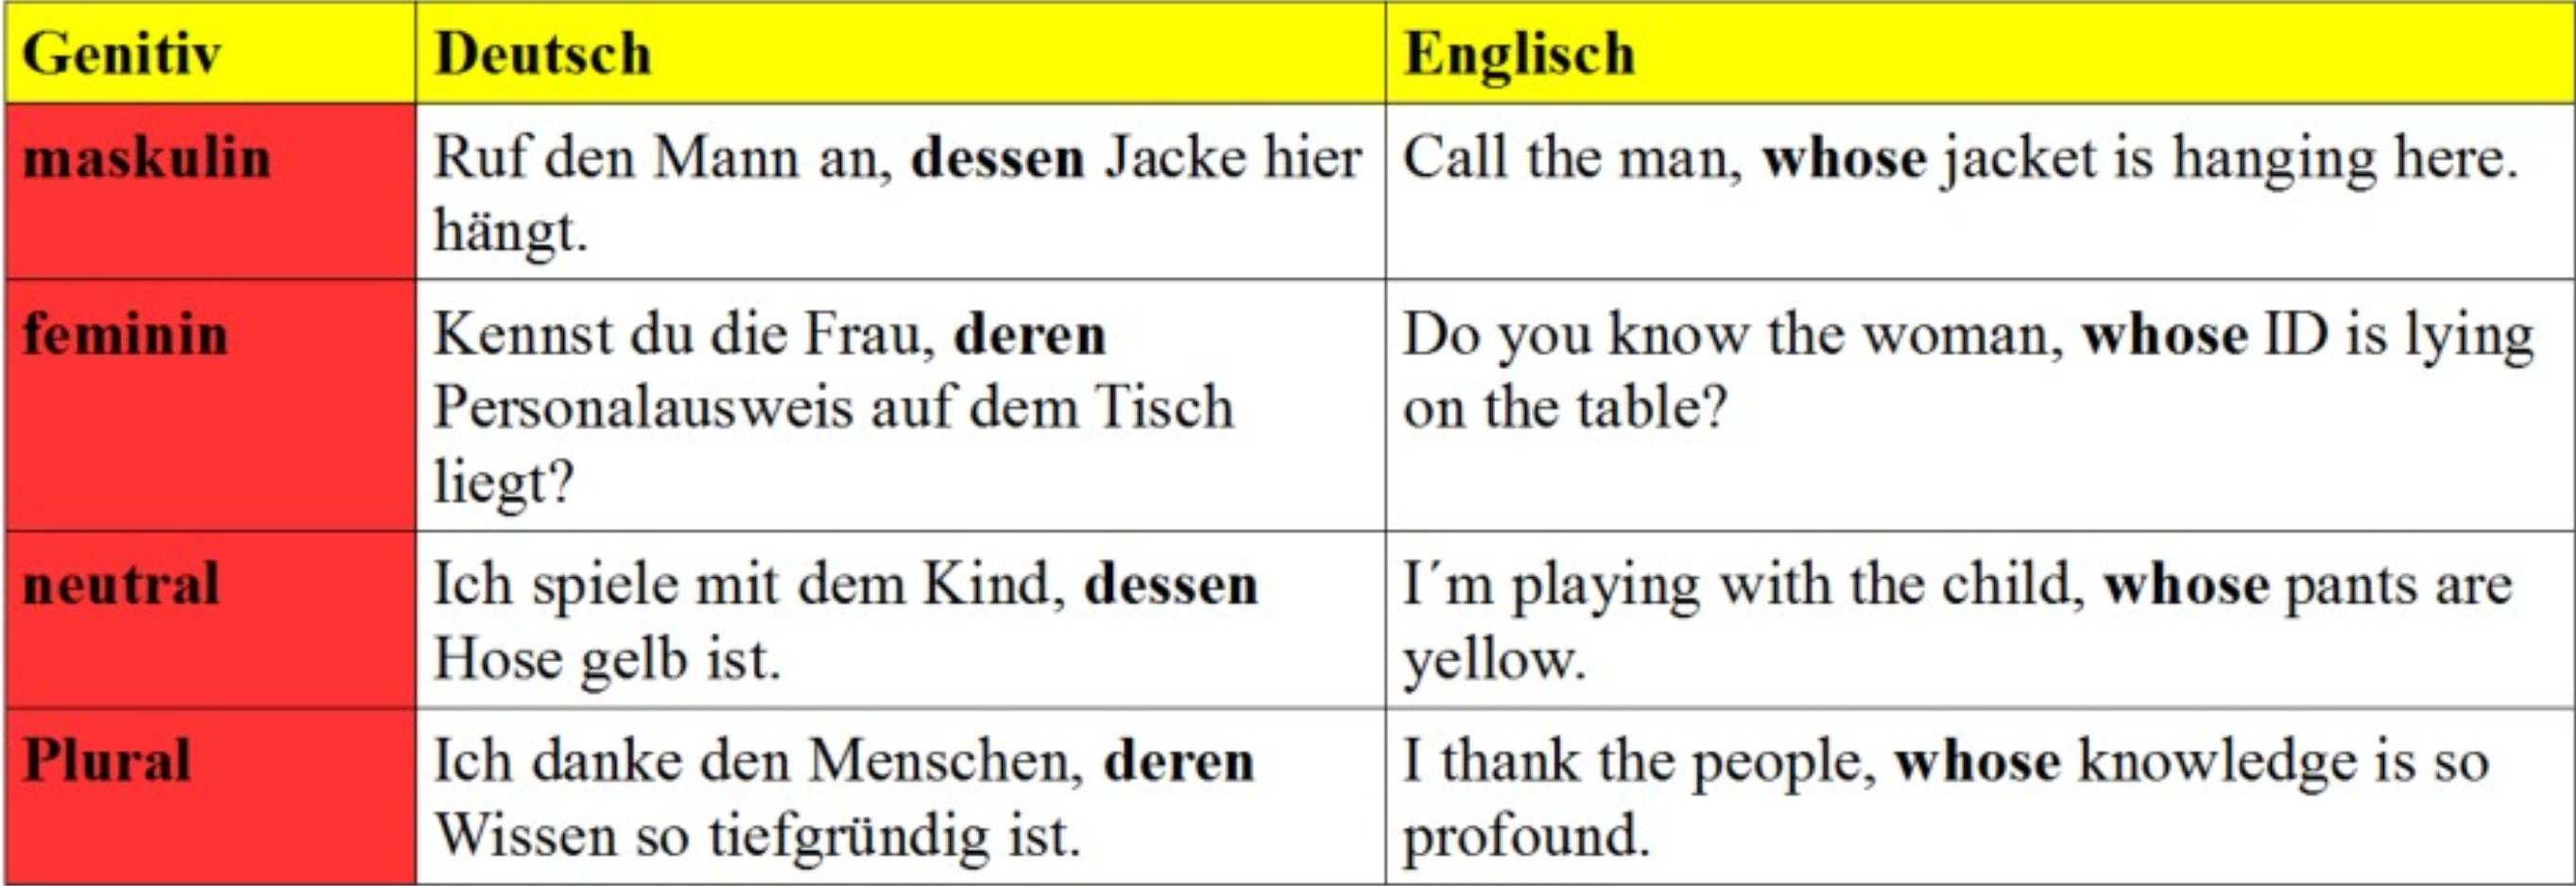 Genitiv
Deutsch
Englisch
maskulin
Ruf den Mann an, dessen Jacke hier
hängt.
Call the man, whose jacket is hanging here.
feminin
Kennst du die Frau, deren
Personalausweis auf dem Tisch
liegt?
Do you know the woman, whose ID is lying
on the table?
neutral
Ich spiele mit dem Kind, dessen
Hose gelb ist.
I´m playing with the child, whose pants are
yellow.
Plural
Ich danke den Menschen, deren
Wissen so tiefgründig ist.
I thank the people, whose knowledge is so
profound.